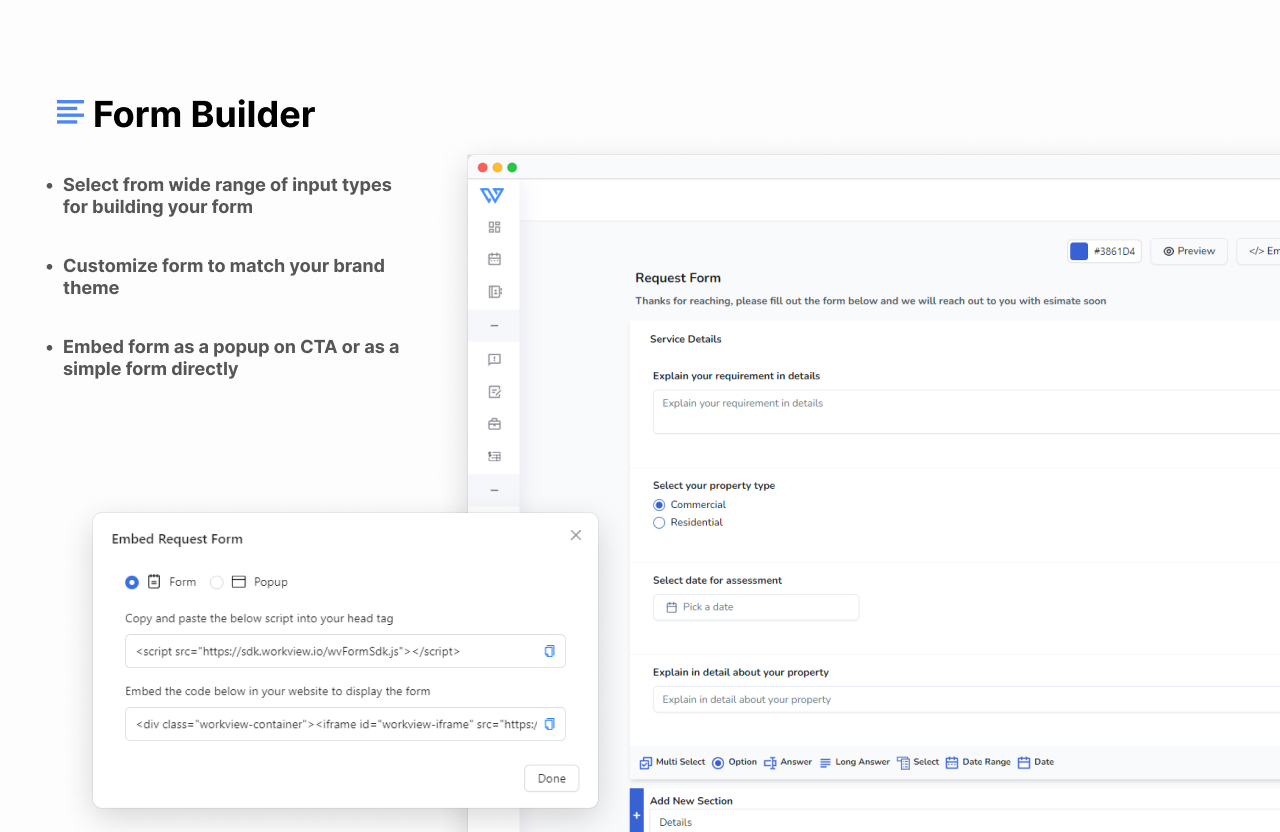 Form Builder
• Select from wide range of input types
for building your form
• Customize form to match your brand
theme
• Embed form as a popup on CTA or as a
simple form directly
#3861D4
Preview
</> Em
Request Form
Thanks for reaching, please fill out the form below and we will reach out to you with esimate soon
Service Details
Explain your requirement in details
Explain your requirement in details
Select your property type
Commercial
Residential
Select date for assessment
Pick a date
Explain in detail about your property
Explain in detail about your property
Multi Select Option Answer Long Answer Select Date Range Date
+ Add New Section
Details
Embed Request Form
Form Popup
Copy and paste the below script into your head tag
<script src="https://sdk.workview.io/wvFormSdk.js"></script>
Embed the code below in your website to display the form
<div class="workview-container"><iframe id="workview-iframe" src="https:/
Done